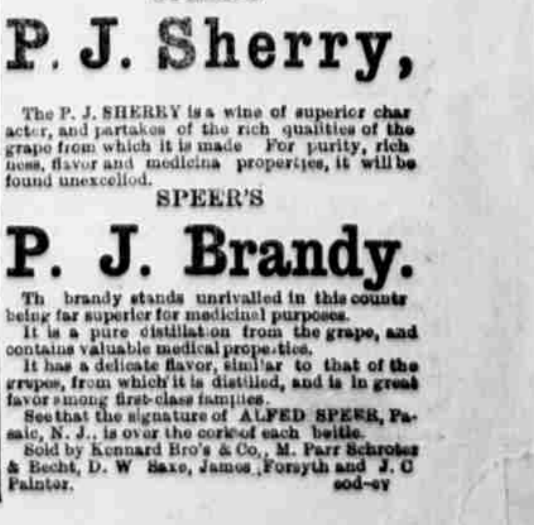 P. J. Sherry,
The P. J. SHERRY is a wine of superior char
acter, and partakes of the rich qualities of the
grape from which it is made For purity, rich
ness, flavor and medicina properties, it will be
found unexcelled.
SPEER'S
P. J. Brandy.
Th brandy stands unrivalled in this countr
being far superior for medicinel purposes.
It is a pure distillation from the grape, and
contains valuable medical properties.
It has a delicate flavor, similar to that of the
grapes, from which it is distilled, and is in great
favor among first-class families.
See that the signature of ALFED SPEER, Pa-
saic, N. J., is over the cork of each bottle.
Sold by Kennard Bro's & Co., M. Parr Schroter
& Becht, D. W Saxe, James Forsyth and J. C
Painter. eod-ey